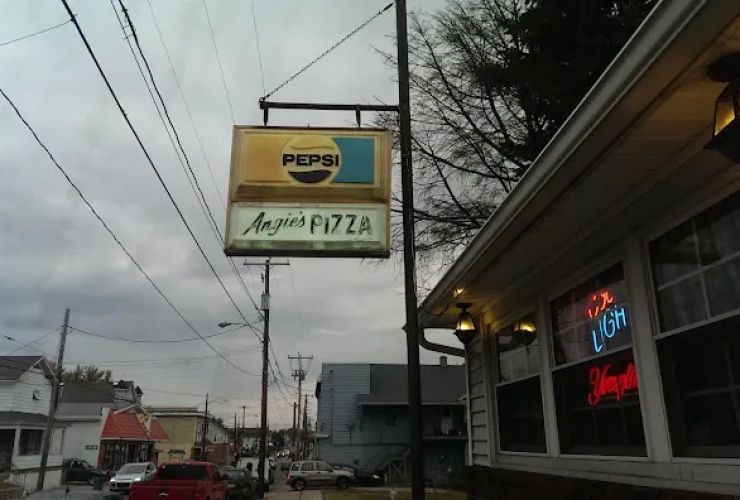 PEPSI
Angie's PIZZA
LIGH
Yuengling